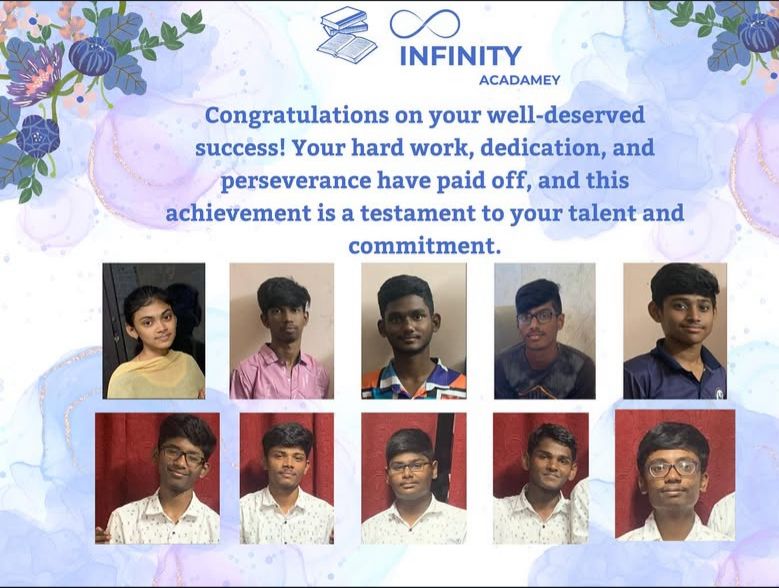 INFINITY
ACADAMEY
Congratulations on your well-deserved
success! Your hard work, dedication, and
perseverance have paid off, and this
achievement is a testament to your talent and
commitment.